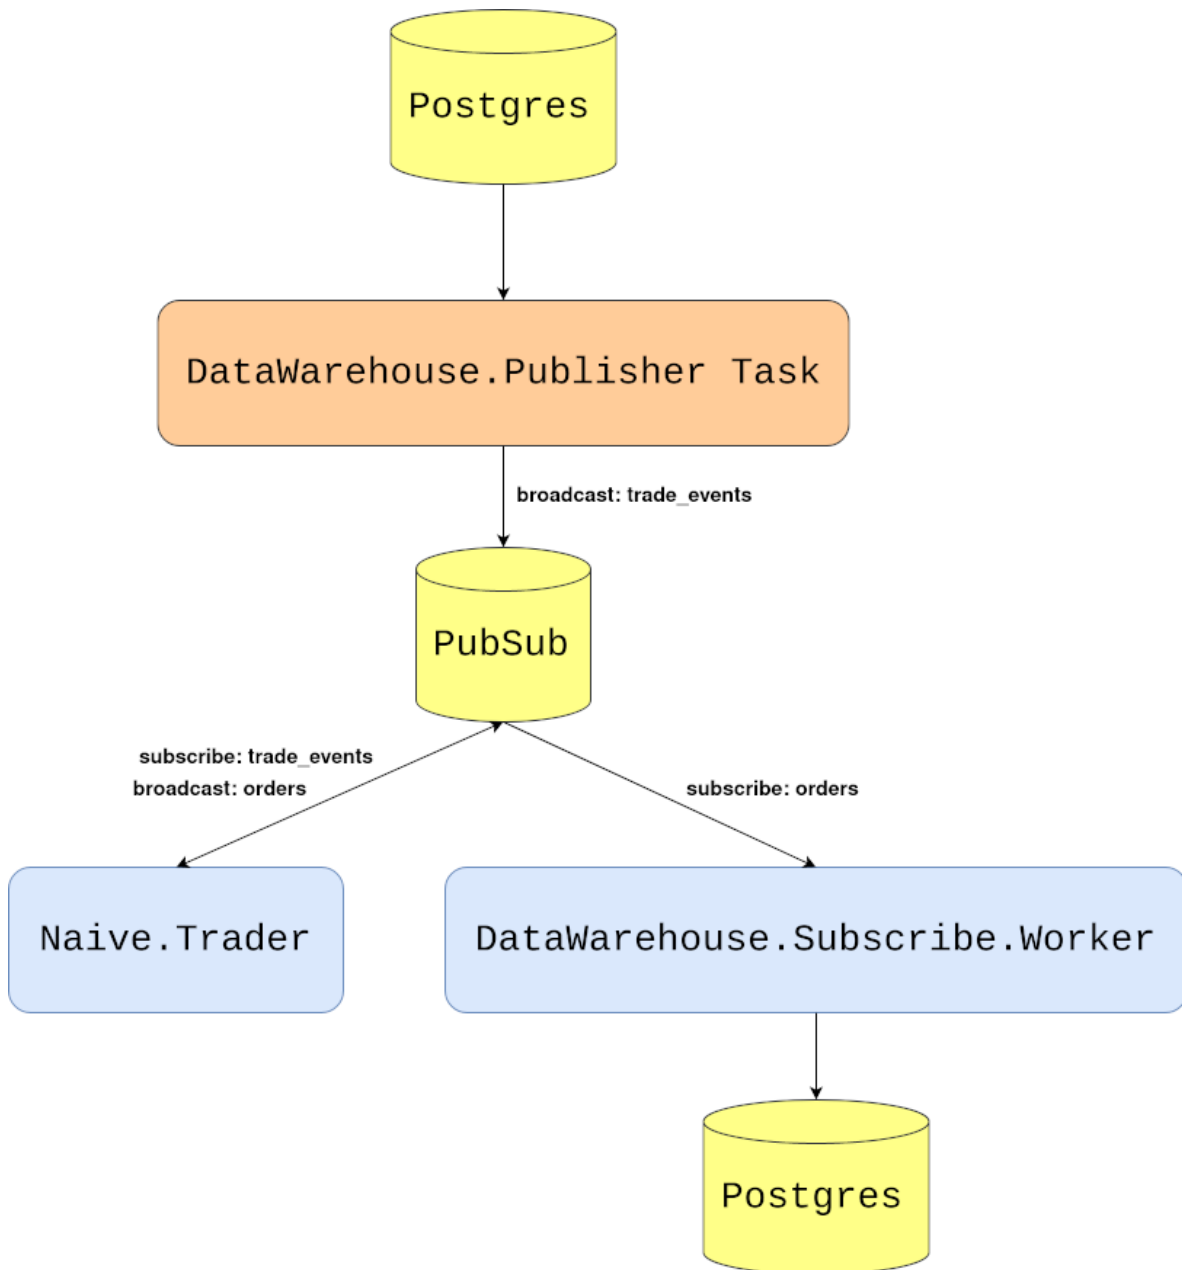 Postgres
DataWarehouse.Publisher Task
broadcast: trade_events
PubSub
subscribe: trade_events
broadcast: orders
subscribe: orders
Naive.Trader
DataWarehouse.Subscribe.Worker
Postgres